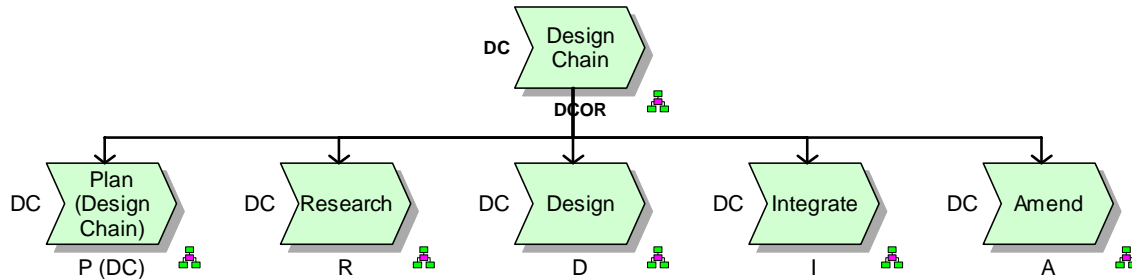 DC
Design
Chain
DCOR
DC
Plan
(Design
Chain)
P (DC)
DC
Research
R
DC
Design
D
DC
Integrate
I
DC
Amend
A